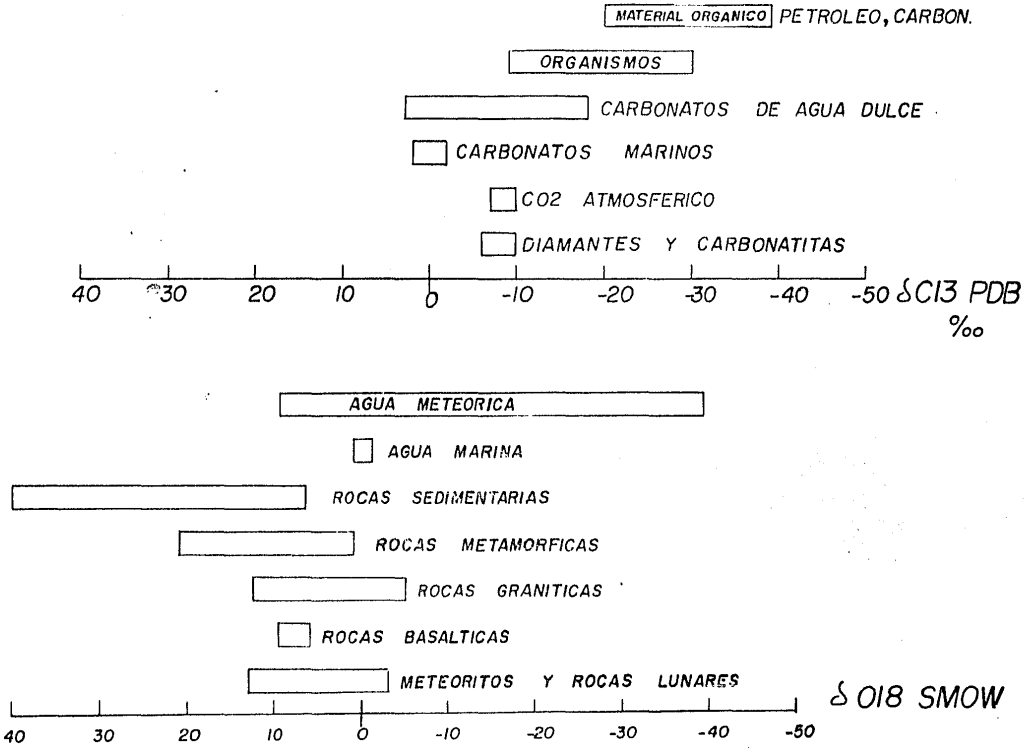 MATERIAL ORGANICO PETROLEO, CARBON.
ORGANISMOS
CARBONATOS DE AGUA DULCE
CARBONATOS MARINOS
CO2 ATMOSFERICO
DIAMANTES Y CARBONATITAS
40 30 20 10 0 -10 -20 -30 -40 -50 δC13 PDB
‰
AGUA METEORICA
AGUA MARINA
ROCAS SEDIMENTARIAS
ROCAS METAMORFICAS
ROCAS GRANITICAS
ROCAS BASALTICAS
METEORITOS Y ROCAS LUNARES
δ O18 SMOW
40 30 20 10 0 -10 -20 -30 -40 -50